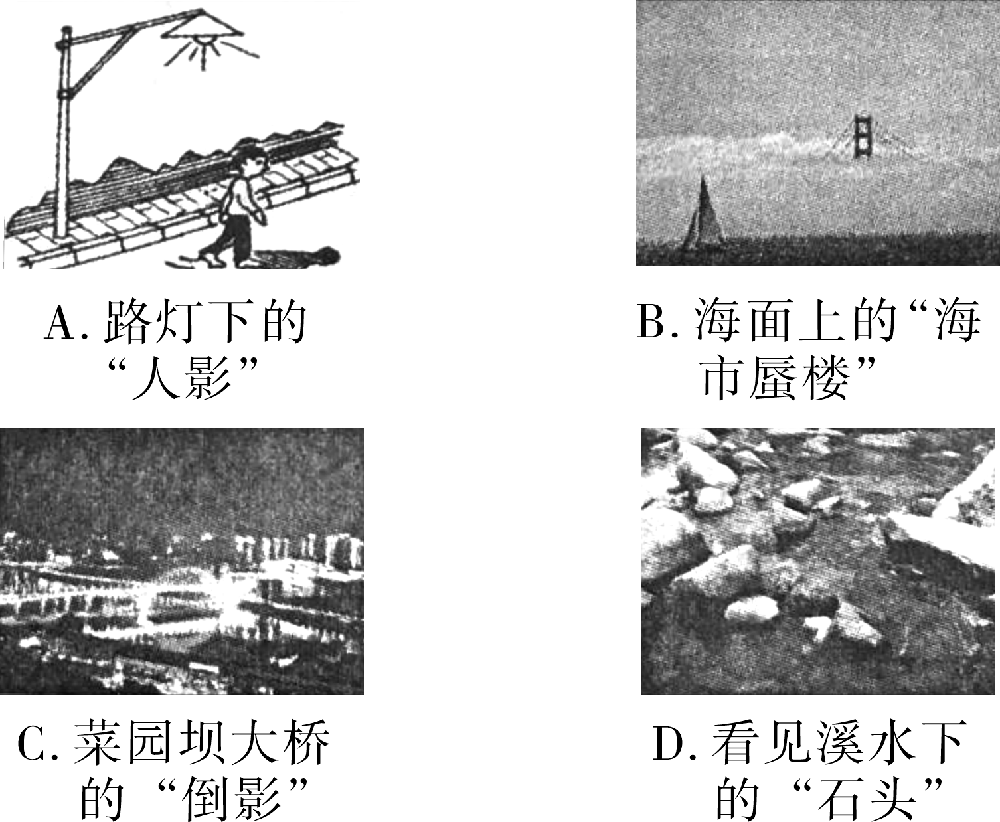 A.路灯下的
“人影”
B.海面上的“海
市蜃楼”
C.菜园坝大桥
的“倒影”
D.看见溪水下
的“石头”